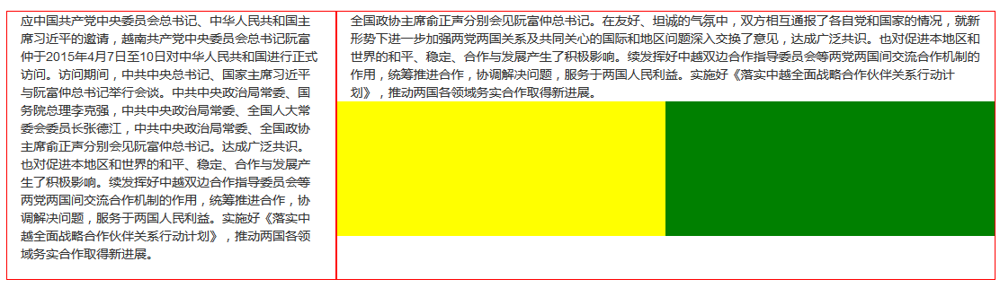 应中国共产党中央委员会总书记、中华人民共和国主
席习近平的邀请，越南共产党中央委员会总书记阮富
仲于2015年4月7日至10日对中华人民共和国进行正式
访问。访问期间，中共中央总书记、国家主席习近平
与阮富仲总书记举行会谈。中共中央政治局常委、国
务院总理李克强，中共中央政治局常委、全国人大常
委会委员长张德江，中共中央政治局常委、全国政协
主席俞正声分别会见阮富仲总书记。达成广泛共识。
也对促进本地区和世界的和平、稳定、合作与发展产
生了积极影响。续发挥好中越双边合作指导委员会等
两党两国间交流合作机制的作用，统筹推进合作，协
调解决问题，服务于两国人民利益。实施好《落实中
越全面战略合作伙伴关系行动计划》，推动两国各领
域务实合作取得新进展。
全国政协主席俞正声分别会见阮富仲总书记。在友好、坦诚的气氛中，双方相互通报了各自党和国家的情况，就新
形势下进一步加强两党两国关系及共同关心的国际和地区问题深入交换了意见，达成广泛共识。也对促进本地区和
世界的和平、稳定、合作与发展产生了积极影响。续发挥好中越双边合作指导委员会等两党两国间交流合作机制的
作用，统筹推进合作，协调解决问题，服务于两国人民利益。实施好《落实中越全面战略合作伙伴关系行动计
划》，推动两国各领域务实合作取得新进展。